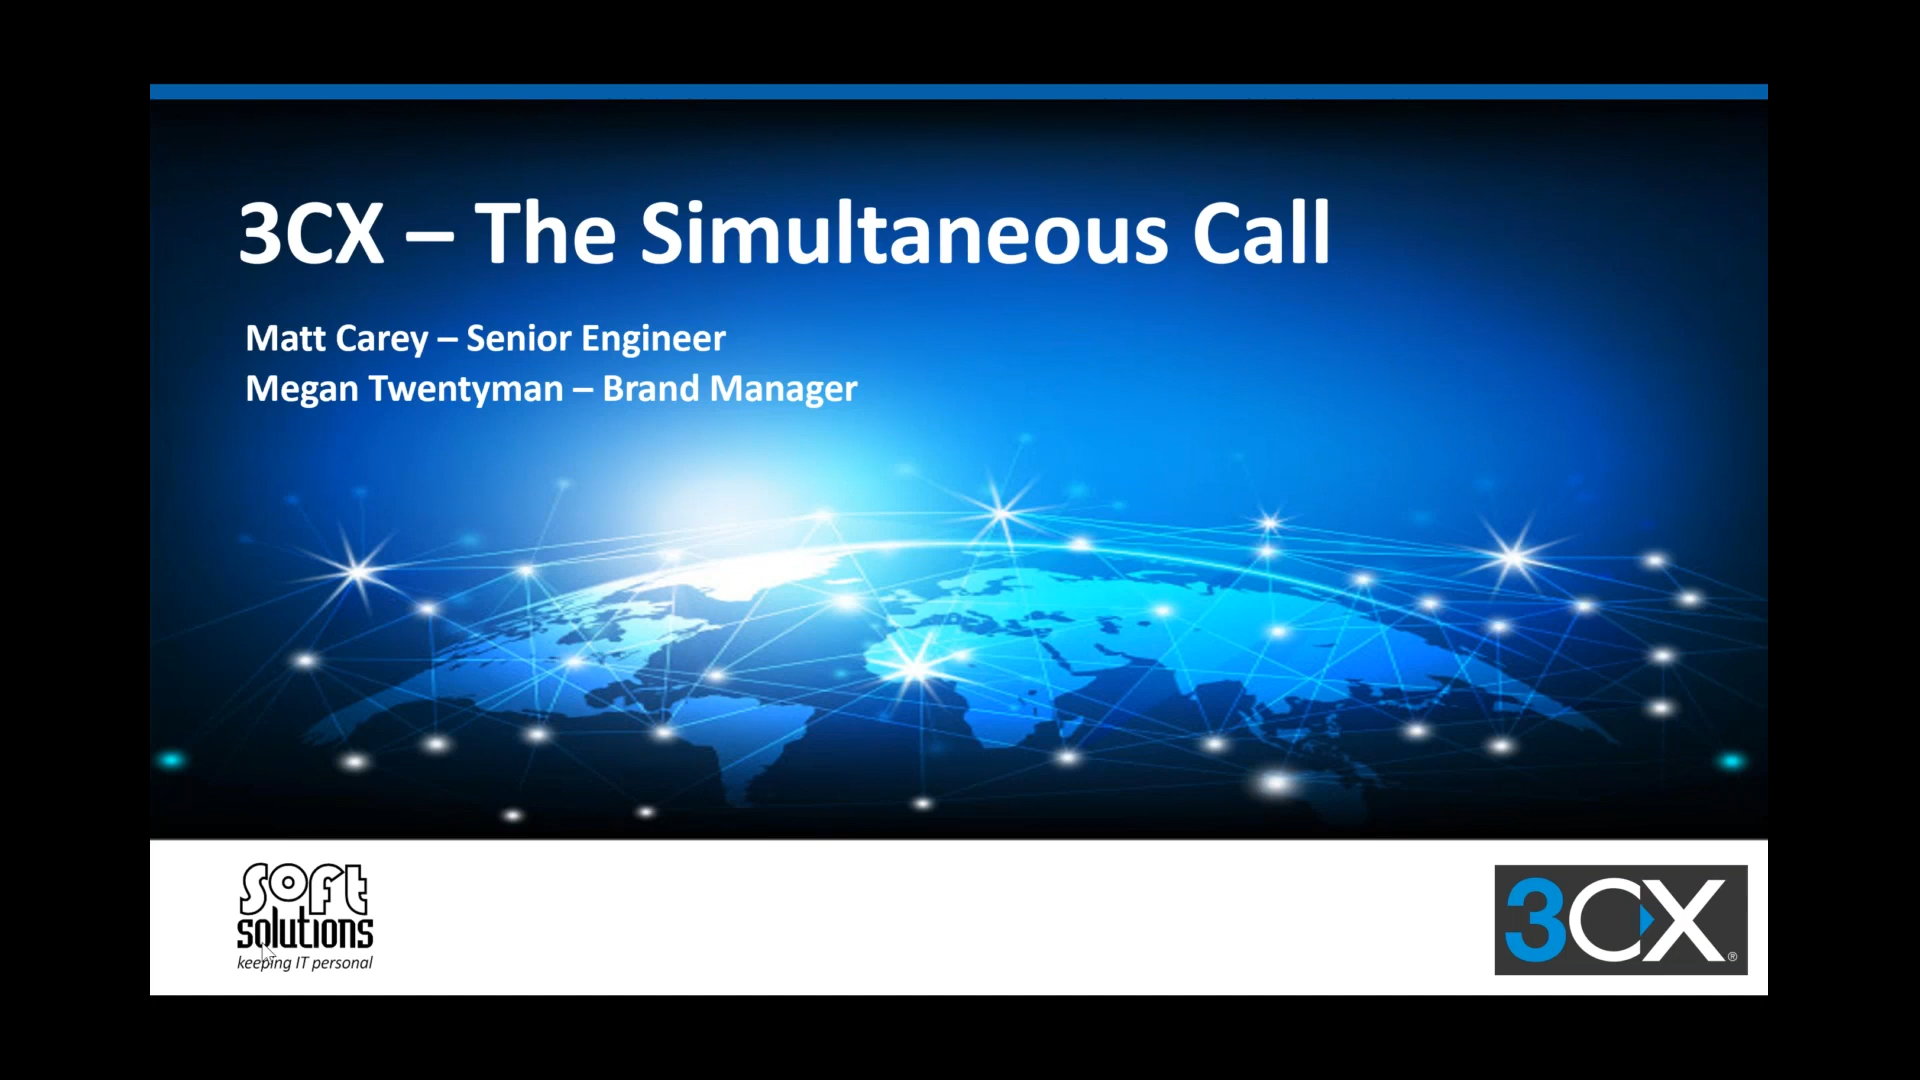 3CX – The Simultaneous Call
Matt Carey – Senior Engineer
Megan Twentyman – Brand Manager
soft
solutions
keeping IT personal
3CX®